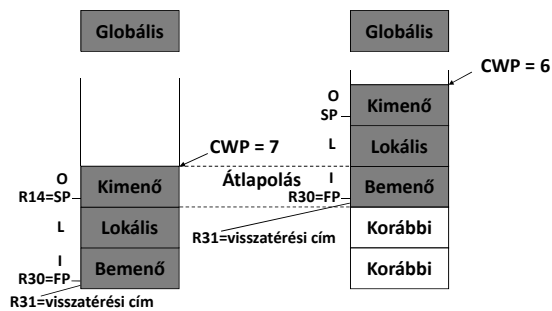 Globális
Globális
CWP = 6
O
SP
Kimenő
CWP = 7
L
Lokális
O
R14=SP
Kimenő
Átlapolás
I
R30=FP
Bemenő
L
Lokális
R31=visszatérési cím
Korábbi
I
R30=FP
Bemenő
Korábbi
R31=visszatérési cím